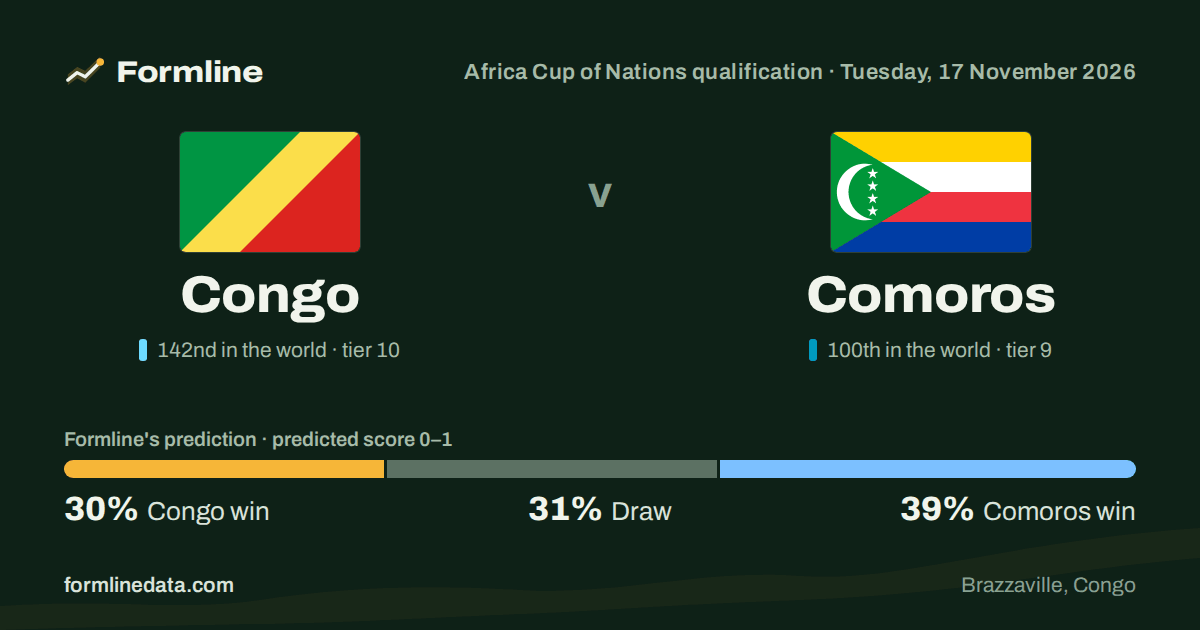 Formline
Africa Cup of Nations qualification · Tuesday, 17 November 2026
v
Congo
Comoros
142nd in the world · tier 10
100th in the world · tier 9
Formline's prediction · predicted score 0–1
30% Congo win
31% Draw
39% Comoros win
formlinedata.com
Brazzaville, Congo